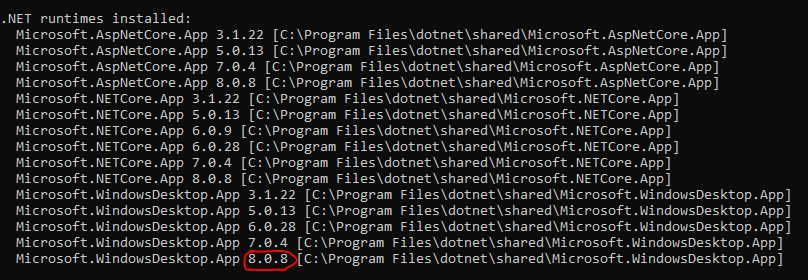 .NET runtimes installed:
Microsoft.AspNetCore.App 3.1.22 [C:\Program Files\dotnet\shared\Microsoft.AspNetCore.App]
Microsoft.AspNetCore.App 5.0.13 [C:\Program Files\dotnet\shared\Microsoft.AspNetCore.App]
Microsoft.AspNetCore.App 7.0.4 [C:\Program Files\dotnet\shared\Microsoft.AspNetCore.App]
Microsoft.AspNetCore.App 8.0.8 [C:\Program Files\dotnet\shared\Microsoft.AspNetCore.App]
Microsoft.NETCore.App 3.1.22 [C:\Program Files\dotnet\shared\Microsoft.NETCore.App]
Microsoft.NETCore.App 5.0.13 [C:\Program Files\dotnet\shared\Microsoft.NETCore.App]
Microsoft.NETCore.App 6.0.9 [C:\Program Files\dotnet\shared\Microsoft.NETCore.App]
Microsoft.NETCore.App 6.0.28 [C:\Program Files\dotnet\shared\Microsoft.NETCore.App]
Microsoft.NETCore.App 7.0.4 [C:\Program Files\dotnet\shared\Microsoft.NETCore.App]
Microsoft.NETCore.App 8.0.8 [C:\Program Files\dotnet\shared\Microsoft.NETCore.App]
Microsoft.WindowsDesktop.App 3.1.22 [C:\Program Files\dotnet\shared\Microsoft.WindowsDesktop.App]
Microsoft.WindowsDesktop.App 5.0.13 [C:\Program Files\dotnet\shared\Microsoft.WindowsDesktop.App]
Microsoft.WindowsDesktop.App 6.0.28 [C:\Program Files\dotnet\shared\Microsoft.WindowsDesktop.App]
Microsoft.WindowsDesktop.App 7.0.4 [C:\Program Files\dotnet\shared\Microsoft.WindowsDesktop.App]
Microsoft.WindowsDesktop.App 8.0.8 [C:\Program Files\dotnet\shared\Microsoft.WindowsDesktop.App]